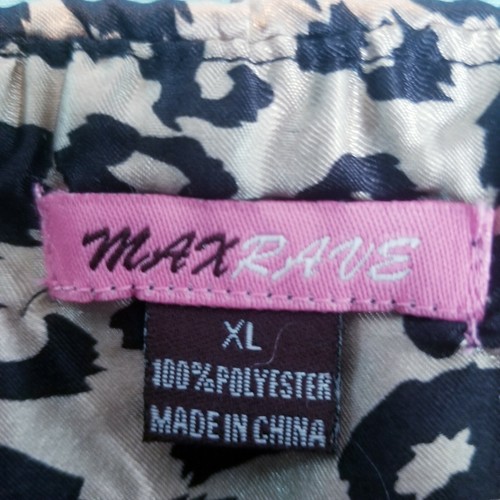 MAXRAVE
XL
100%POLYESTER
MADE IN CHINA